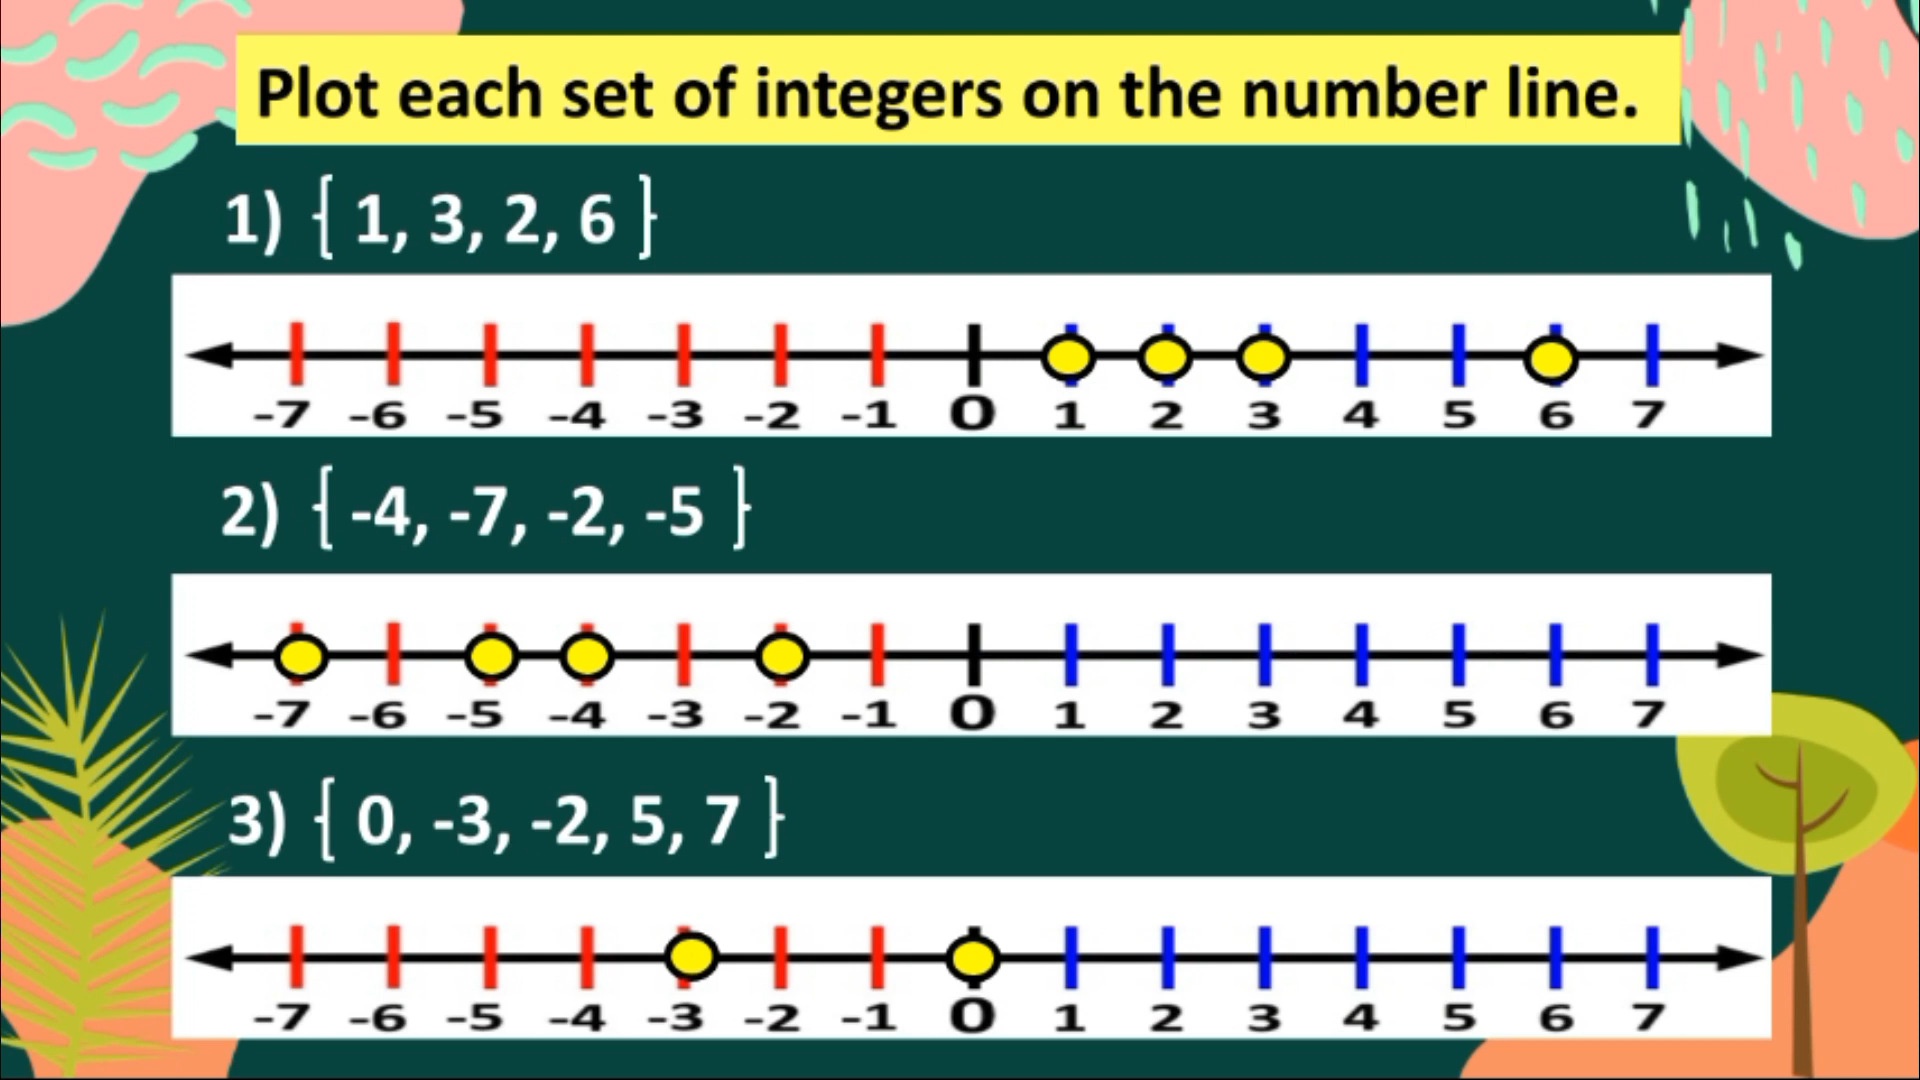 Plot each set of integers on the number line.
1) { 1, 3, 2, 6 }
-7 -6 -5 -4 -3 -2 -1 0 1 2 3 4 5 6 7
2) { -4, -7, -2, -5 }
-7 -6 -5 -4 -3 -2 -1 0 1 2 3 4 5 6 7
3) { 0, -3, -2, 5, 7 }
-7 -6 -5 -4 -3 -2 -1 0 1 2 3 4 5 6 7